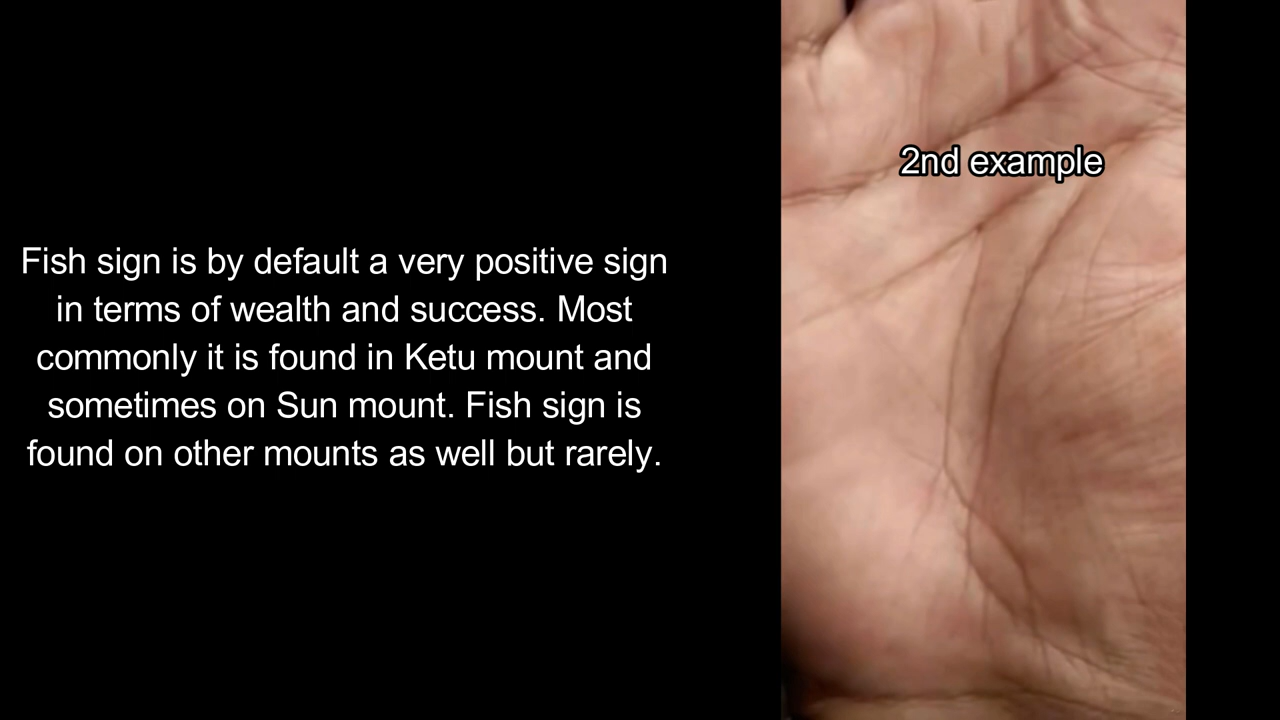 Fish sign is by default a very positive sign
in terms of wealth and success. Most
commonly it is found in Ketu mount and
sometimes on Sun mount. Fish sign is
found on other mounts as well but rarely.
2nd example